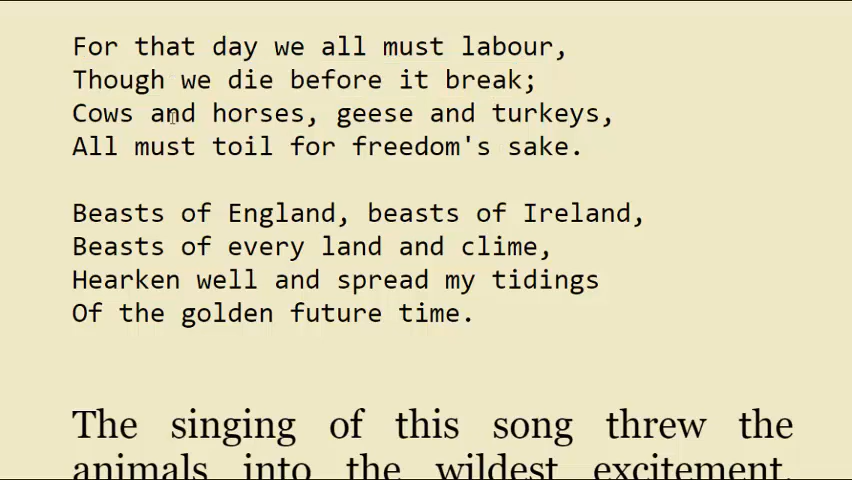 For that day we all must labour,
Though we die before it break;
Cows and horses, geese and turkeys,
All must toil for freedom's sake.
Beasts of England, beasts of Ireland,
Beasts of every land and clime,
Hearken well and spread my tidings
Of the golden future time.
The singing of this song threw the
animals into the wildest excitement.